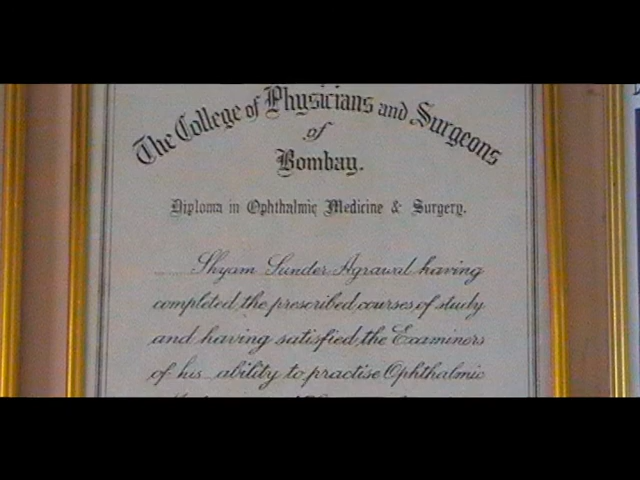 The College of Physicians and Surgeons
of
Bombay.
Diploma in Ophthalmic Medicine & Surgery.
Shyam Sunder Agrawal having
completed the prescribed courses of study
and having satisfied the Examiners
of his ability to practise Ophthalmic